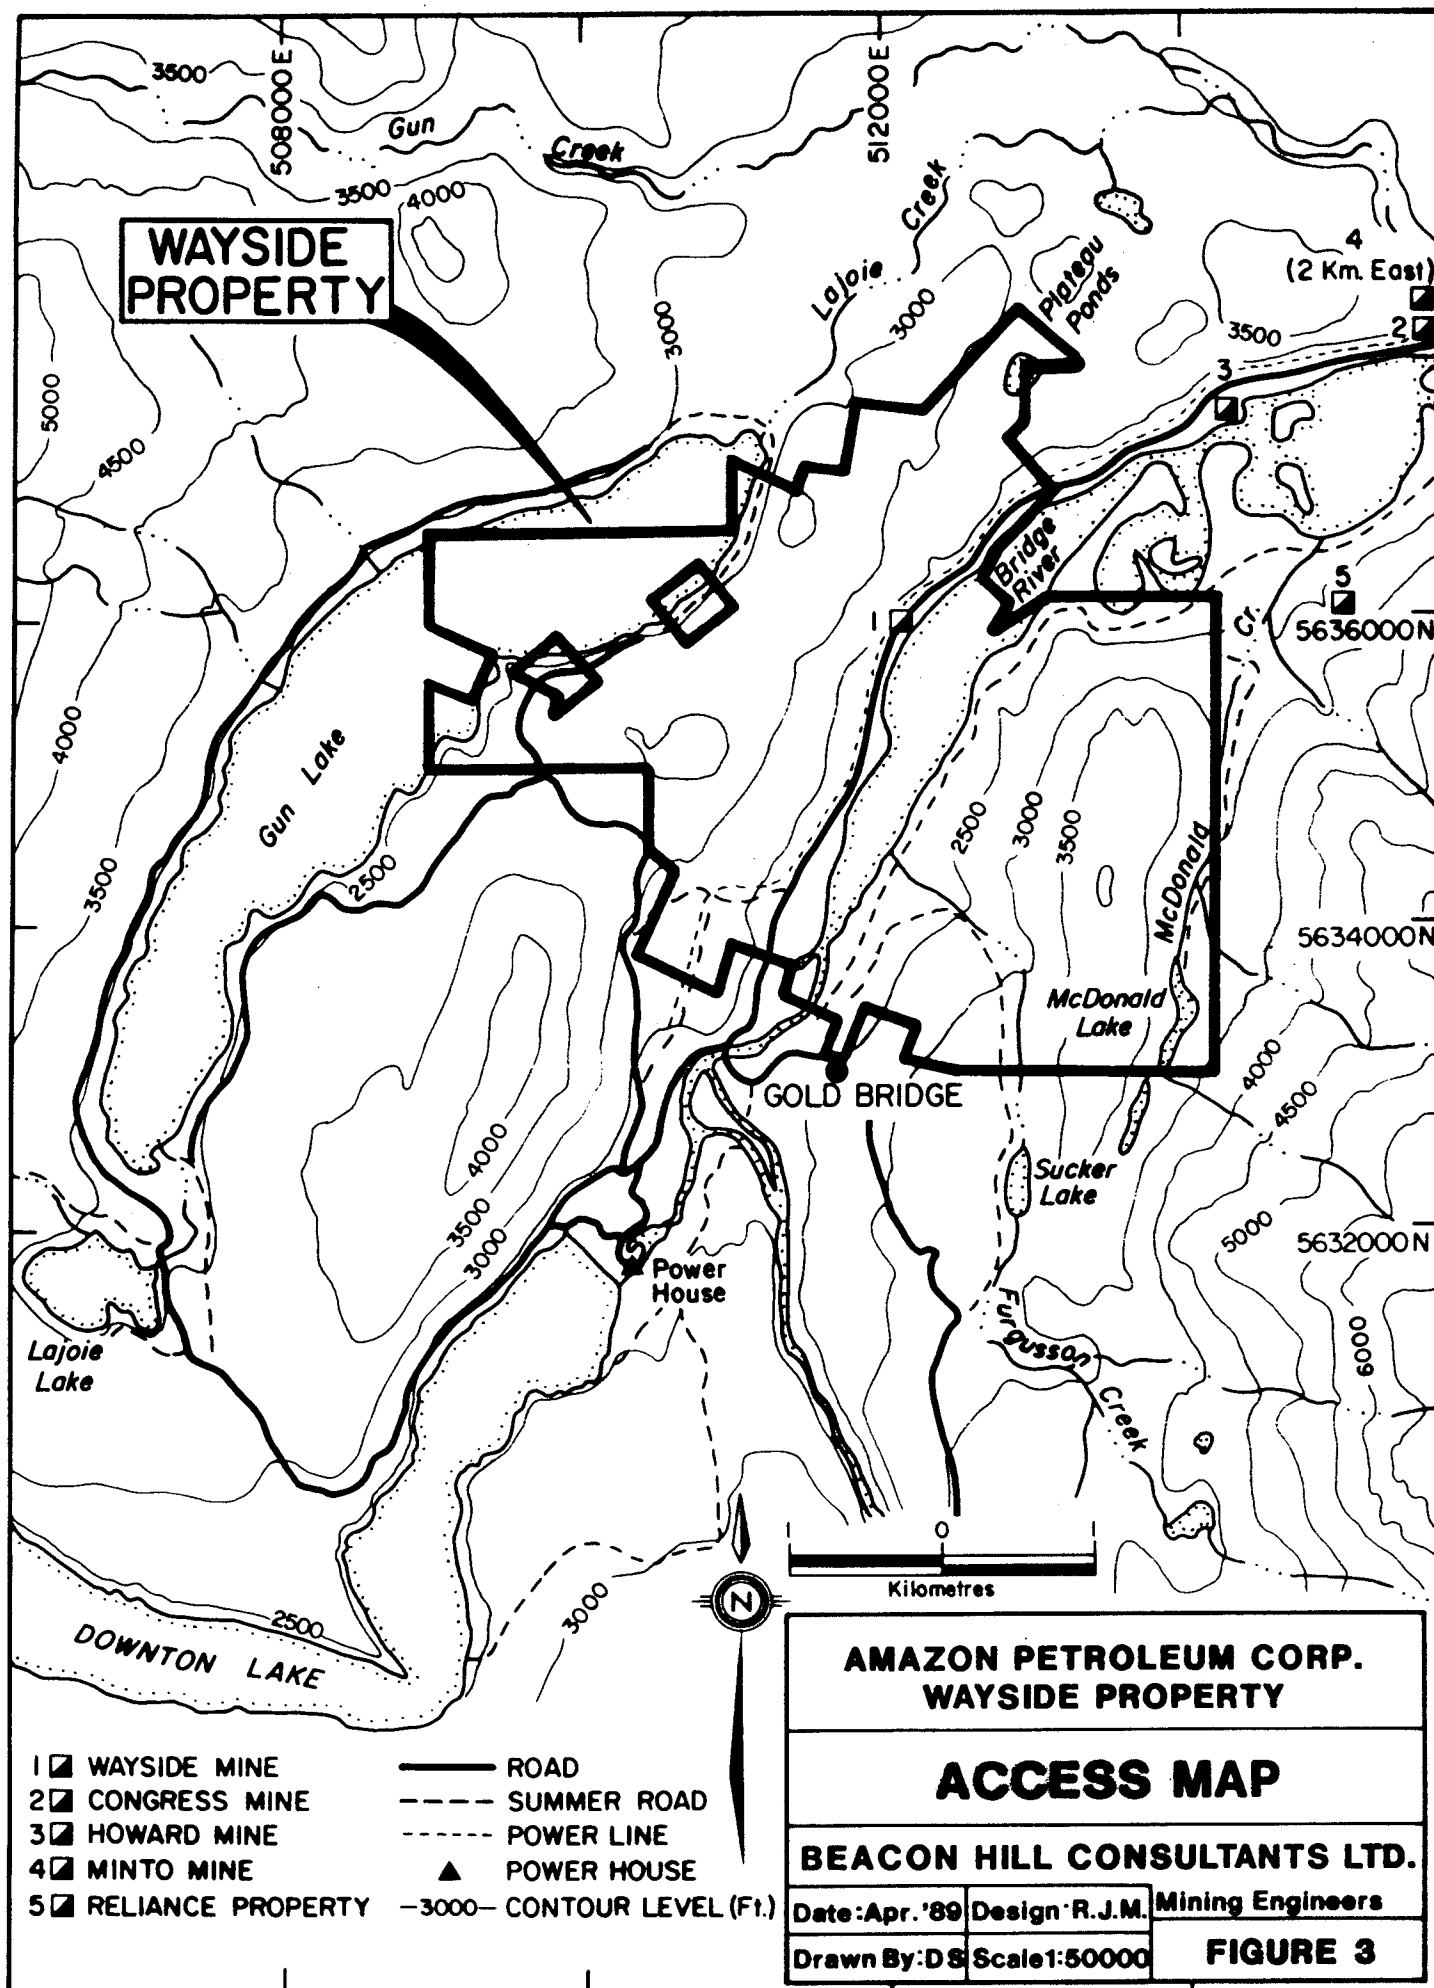 508000E
512000E
3500
Gun
Creek
3500
4000
Creek
Lajoie
WAYSIDE
PROPERTY
Plateau
Ponds
4
(2 Km. East)
2
3
3500
3000
3000
5000
4500
Bridge
River
1
5
5636000N
Cr.
4000
Gun Lake
2500
3000
3500
3500
2500
McDonald
5634000N
McDonald
Lake
4000
4500
GOLD BRIDGE
4000
3500
3000
Sucker
Lake
5000
5632000N
Power
House
Lajoie
Lake
Furgusson
Creek
6000
1 0 1
Kilometres
N
2500
3000
DOWNTON LAKE
AMAZON PETROLEUM CORP.
WAYSIDE PROPERTY
ACCESS MAP
BEACON HILL CONSULTANTS LTD.
Mining Engineers
Date:Apr.'89 Design·R.J.M.
Drawn By:DS Scale1:50000
FIGURE 3
1 WAYSIDE MINE
2 CONGRESS MINE
3 HOWARD MINE
4 MINTO MINE
5 RELIANCE PROPERTY
ROAD
SUMMER ROAD
POWER LINE
POWER HOUSE
-3000- CONTOUR LEVEL (Ft.)